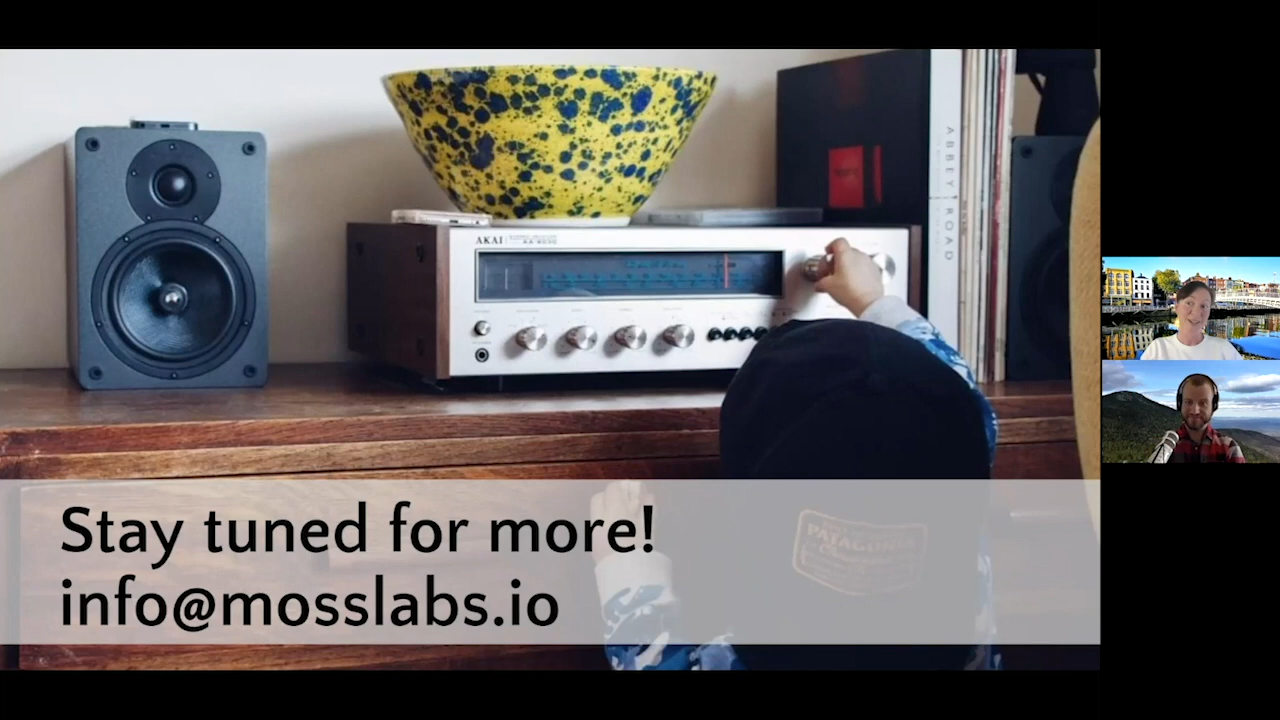 AKAI
ABBEY ROAD
PATAGONIA
Stay tuned for more!
info@mosslabs.io